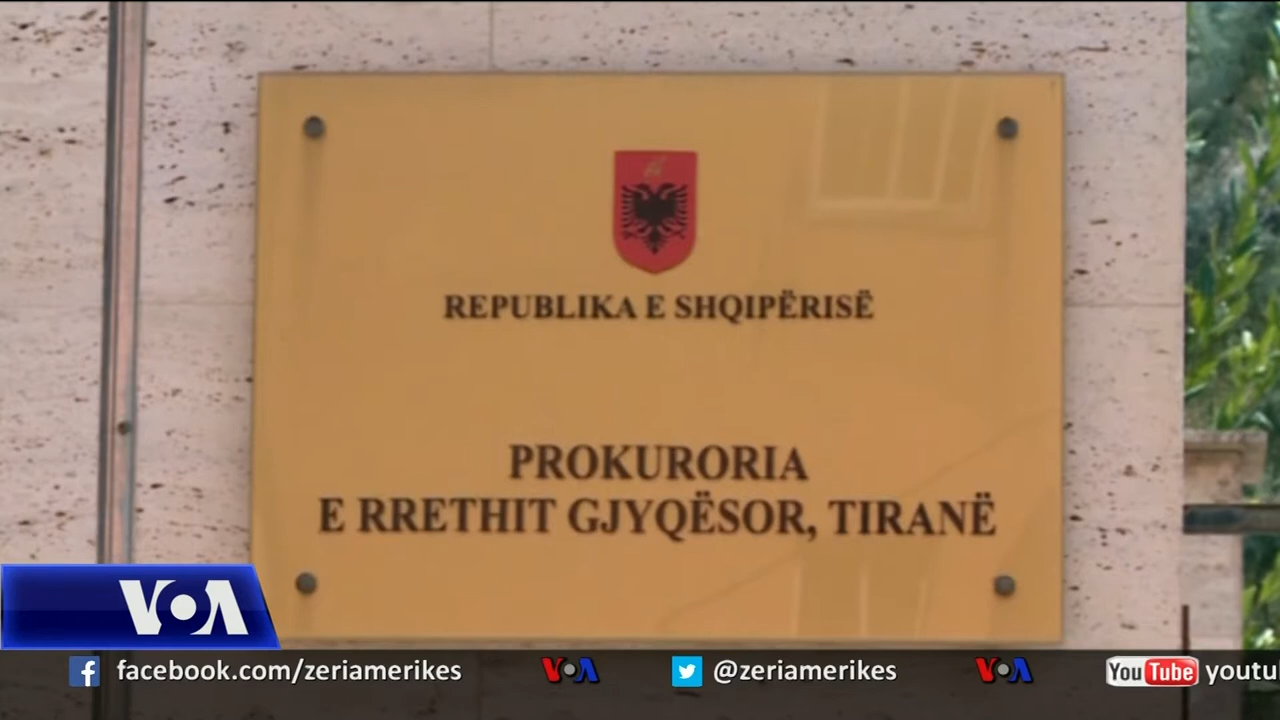 REPUBLIKA E SHQIPËRISË
PROKURORIA
E RRETHIT GJYQËSOR, TIRANË
VOA
facebook.com/zeriamerikes VOA @zeriamerikes VOA YouTube youtu